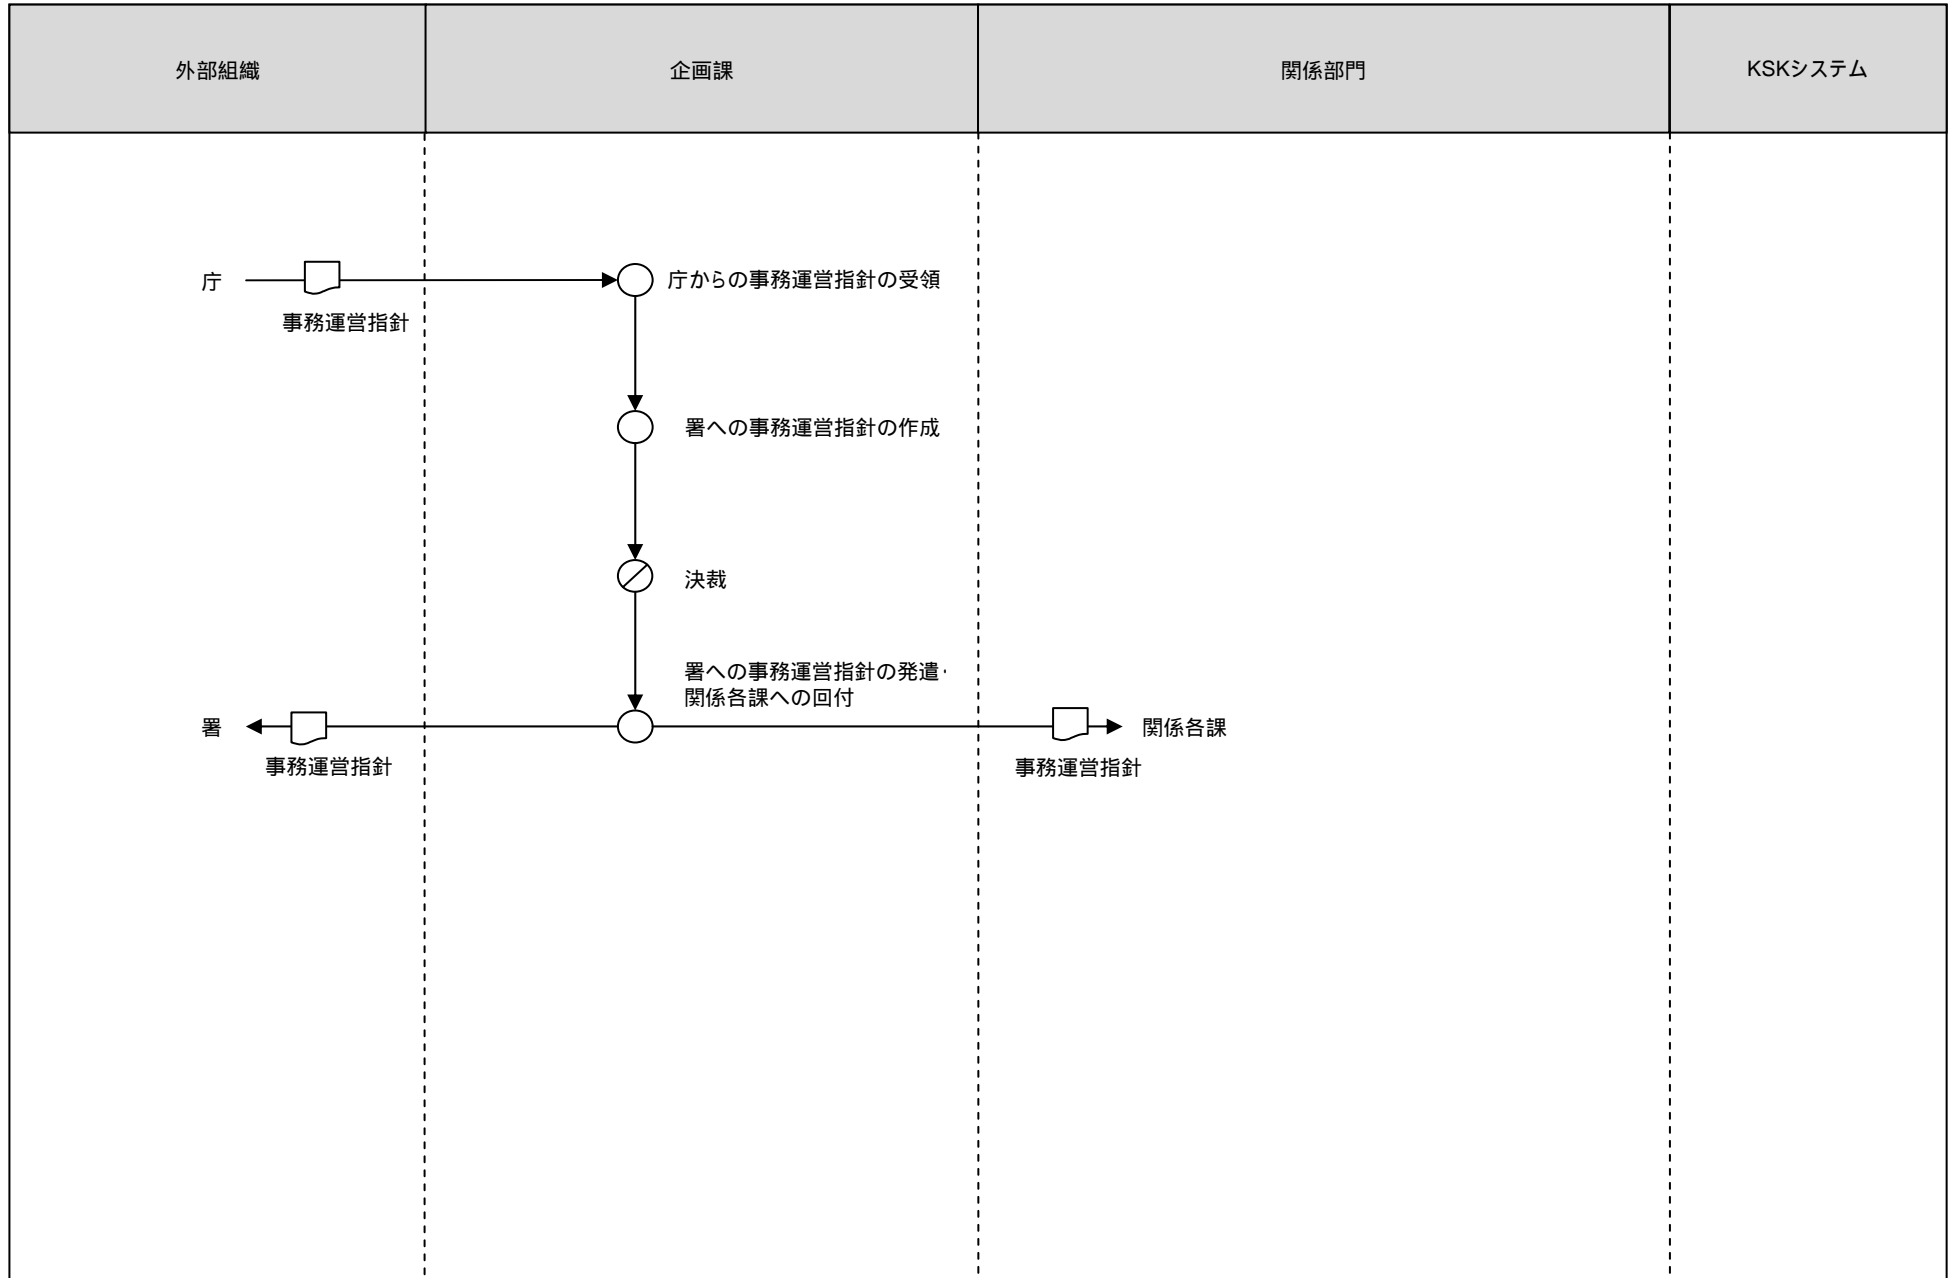 外部組織
企画課
関係部門
KSKシステム
庁
庁からの事務運営指針の受領
事務運営指針
署への事務運営指針の作成
決裁
署への事務運営指針の発遣・
関係各課への回付
署
関係各課
事務運営指針
事務運営指針